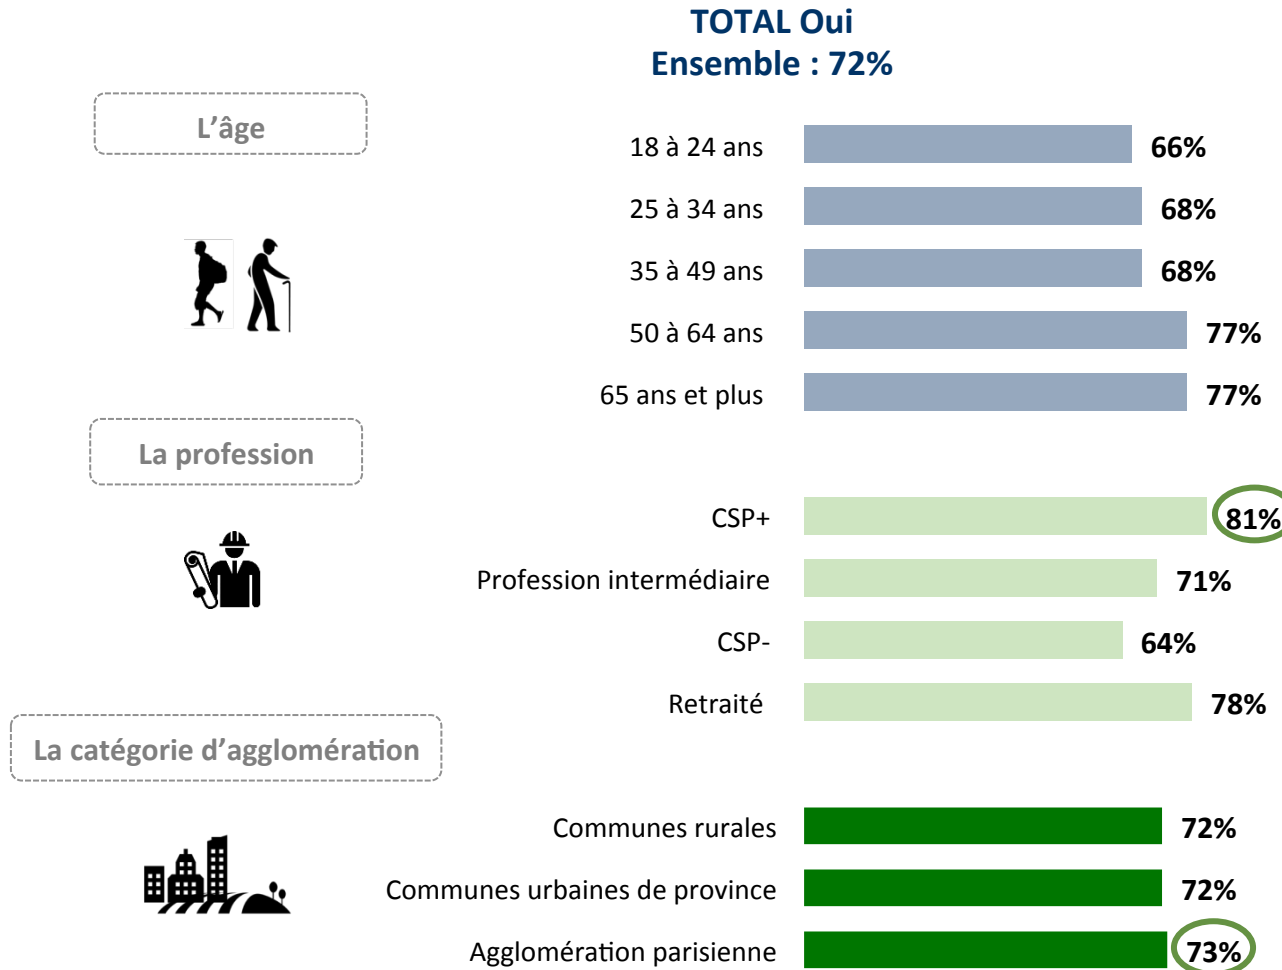 TOTAL Oui
Ensemble : 72%
L’âge
18 à 24 ans 66%
25 à 34 ans 68%
35 à 49 ans 68%
50 à 64 ans 77%
65 ans et plus 77%
La profession
CSP+ 81%
Profession intermédiaire 71%
CSP- 64%
Retraité 78%
La catégorie d’agglomération
Communes rurales 72%
Communes urbaines de province 72%
Agglomération parisienne 73%